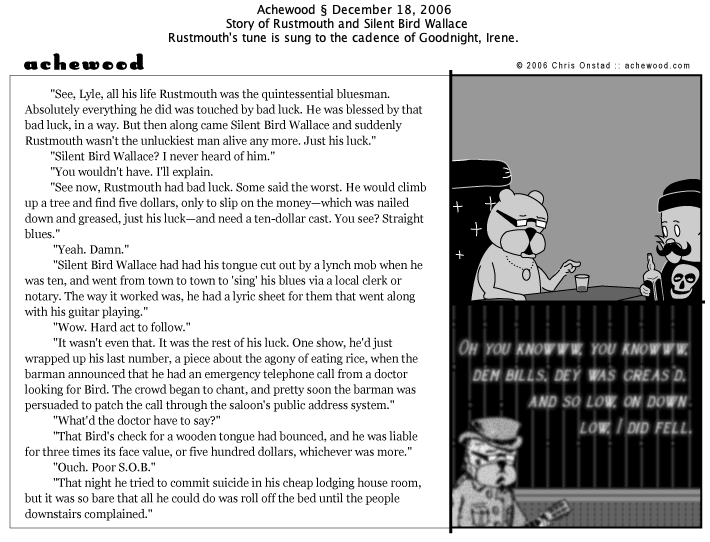 Achewood § December 18, 2006
Story of Rustmouth and Silent Bird Wallace
Rustmouth's tune is sung to the cadence of Goodnight, Irene.
achewood
© 2006 Chris Onstad :: achewood.com
"See, Lyle, all his life Rustmouth was the quintessential bluesman.
Absolutely everything he did was touched by bad luck. He was blessed by that
bad luck, in a way. But then along came Silent Bird Wallace and suddenly
Rustmouth wasn't the unluckiest man alive any more. Just his luck."
"Silent Bird Wallace? I never heard of him."
"You wouldn't have. I'll explain.
"See now, Rustmouth had bad luck. Some said the worst. He would climb
up a tree and find five dollars, only to slip on the money—which was nailed
down and greased, just his luck—and need a ten-dollar cast. You see? Straight
blues."
"Yeah. Damn."
"Silent Bird Wallace had had his tongue cut out by a lynch mob when he
was ten, and went from town to town to 'sing' his blues via a local clerk or
notary. The way it worked was, he had a lyric sheet for them that went along
with his guitar playing."
"Wow. Hard act to follow."
"It wasn't even that. It was the rest of his luck. One show, he'd just
wrapped up his last number, a piece about the agony of eating rice, when the
barman announced that he had an emergency telephone call from a doctor
looking for Bird. The crowd began to chant, and pretty soon the barman was
persuaded to patch the call through the saloon's public address system."
"What'd the doctor have to say?"
"That Bird's check for a wooden tongue had bounced, and he was liable
for three times its face value, or five hundred dollars, whichever was more."
"Ouch. Poor S.O.B."
"That night he tried to commit suicide in his cheap lodging house room,
but it was so bare that all he could do was roll off the bed until the people
downstairs complained."
OH YOU KNOWWW, YOU KNOWWW,
DEM BILLS, DEY WAS GREAS'D,
AND SO LOW, ON DOWN
LOW, I DID FELL.